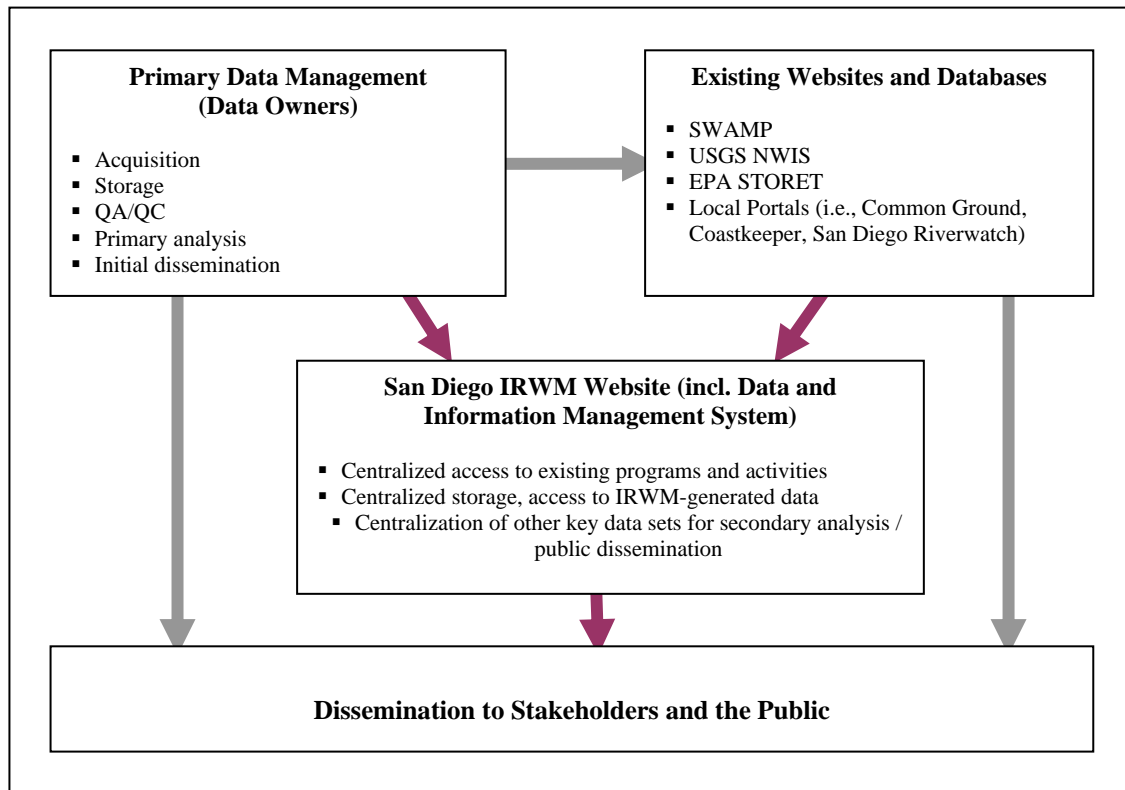 Primary Data Management
(Data Owners)
▪ Acquisition
▪ Storage
▪ QA/QC
▪ Primary analysis
▪ Initial dissemination
Existing Websites and Databases
▪ SWAMP
▪ USGS NWIS
▪ EPA STORET
▪ Local Portals (i.e., Common Ground,
Coastkeeper, San Diego Riverwatch)
San Diego IRWM Website (incl. Data and
Information Management System)
▪ Centralized access to existing programs and activities
▪ Centralized storage, access to IRWM-generated data
▪ Centralization of other key data sets for secondary analysis /
public dissemination
Dissemination to Stakeholders and the Public